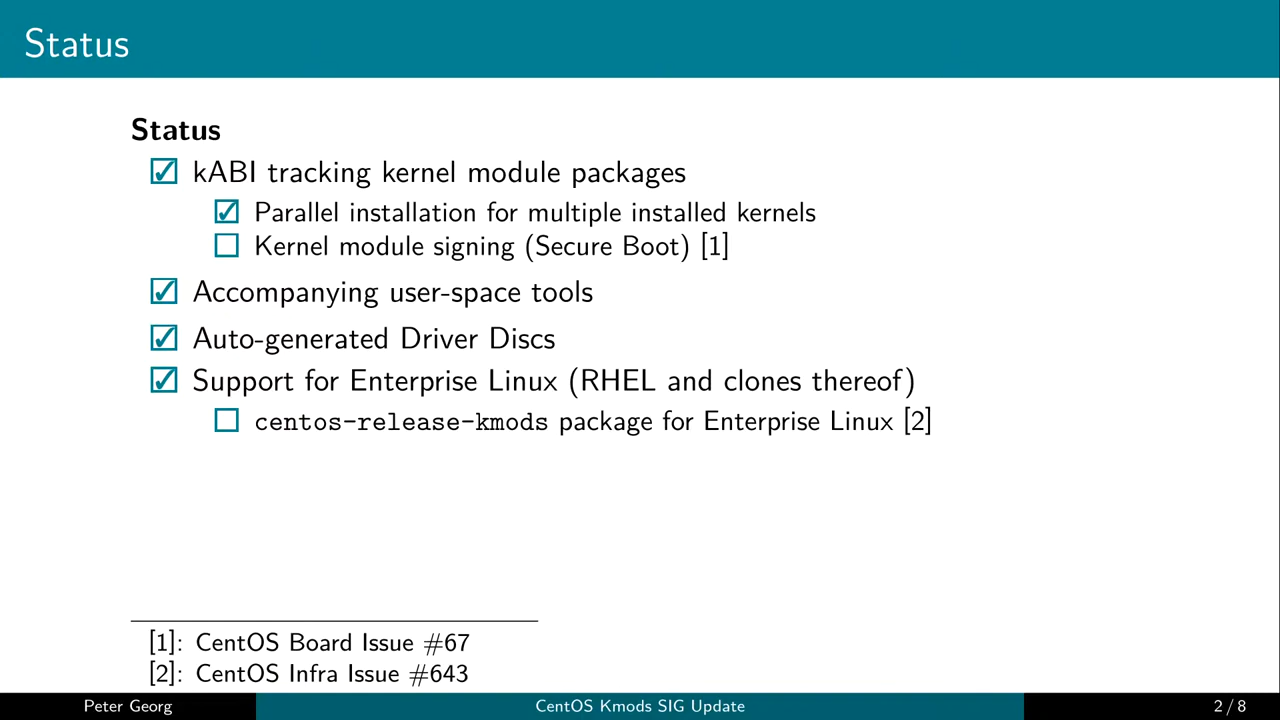 Status
Status
kABI tracking kernel module packages
Parallel installation for multiple installed kernels
Kernel module signing (Secure Boot) [1]
Accompanying user-space tools
Auto-generated Driver Discs
Support for Enterprise Linux (RHEL and clones thereof)
centos-release-kmods package for Enterprise Linux [2]
[1]: CentOS Board Issue #67
[2]: CentOS Infra Issue #643
Peter Georg
CentOS Kmods SIG Update
2 / 8